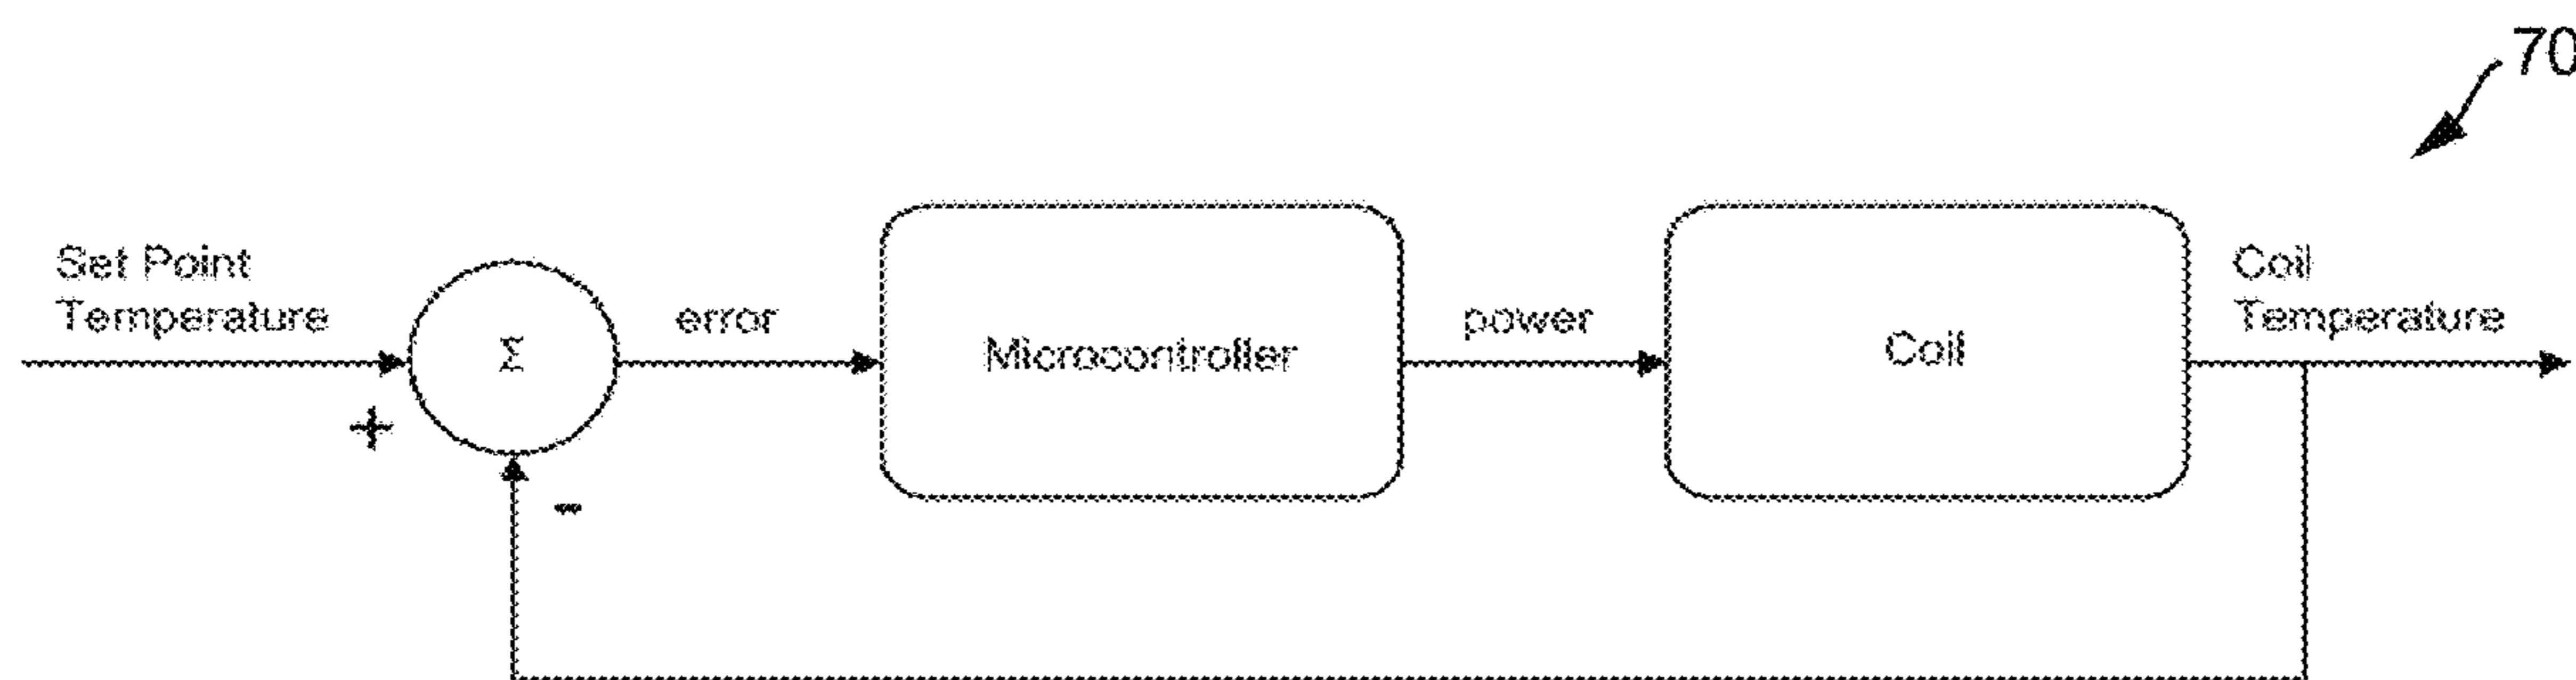 70
Set Point
Temperature
+
Σ
-
error
Microcontroller
power
Coil
Coil
Temperature